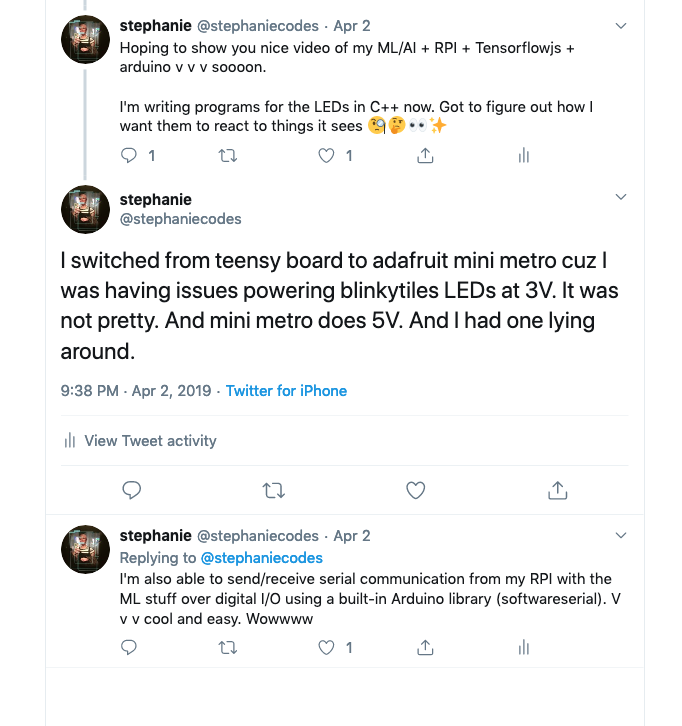 stephanie @stephaniecodes · Apr 2
Hoping to show you nice video of my ML/AI + RPI + Tensorflowjs +
arduino v v v soooon.
I'm writing programs for the LEDs in C++ now. Got to figure out how I
want them to react to things it sees 🧐🤔👀✨
1 1
stephanie
@stephaniecodes
I switched from teensy board to adafruit mini metro cuz I
was having issues powering blinkytiles LEDs at 3V. It was
not pretty. And mini metro does 5V. And I had one lying
around.
9:38 PM · Apr 2, 2019 · Twitter for iPhone
View Tweet activity
stephanie @stephaniecodes · Apr 2
Replying to @stephaniecodes
I'm also able to send/receive serial communication from my RPI with the
ML stuff over digital I/O using a built-in Arduino library (softwareserial). V
v v cool and easy. Wowwww
1